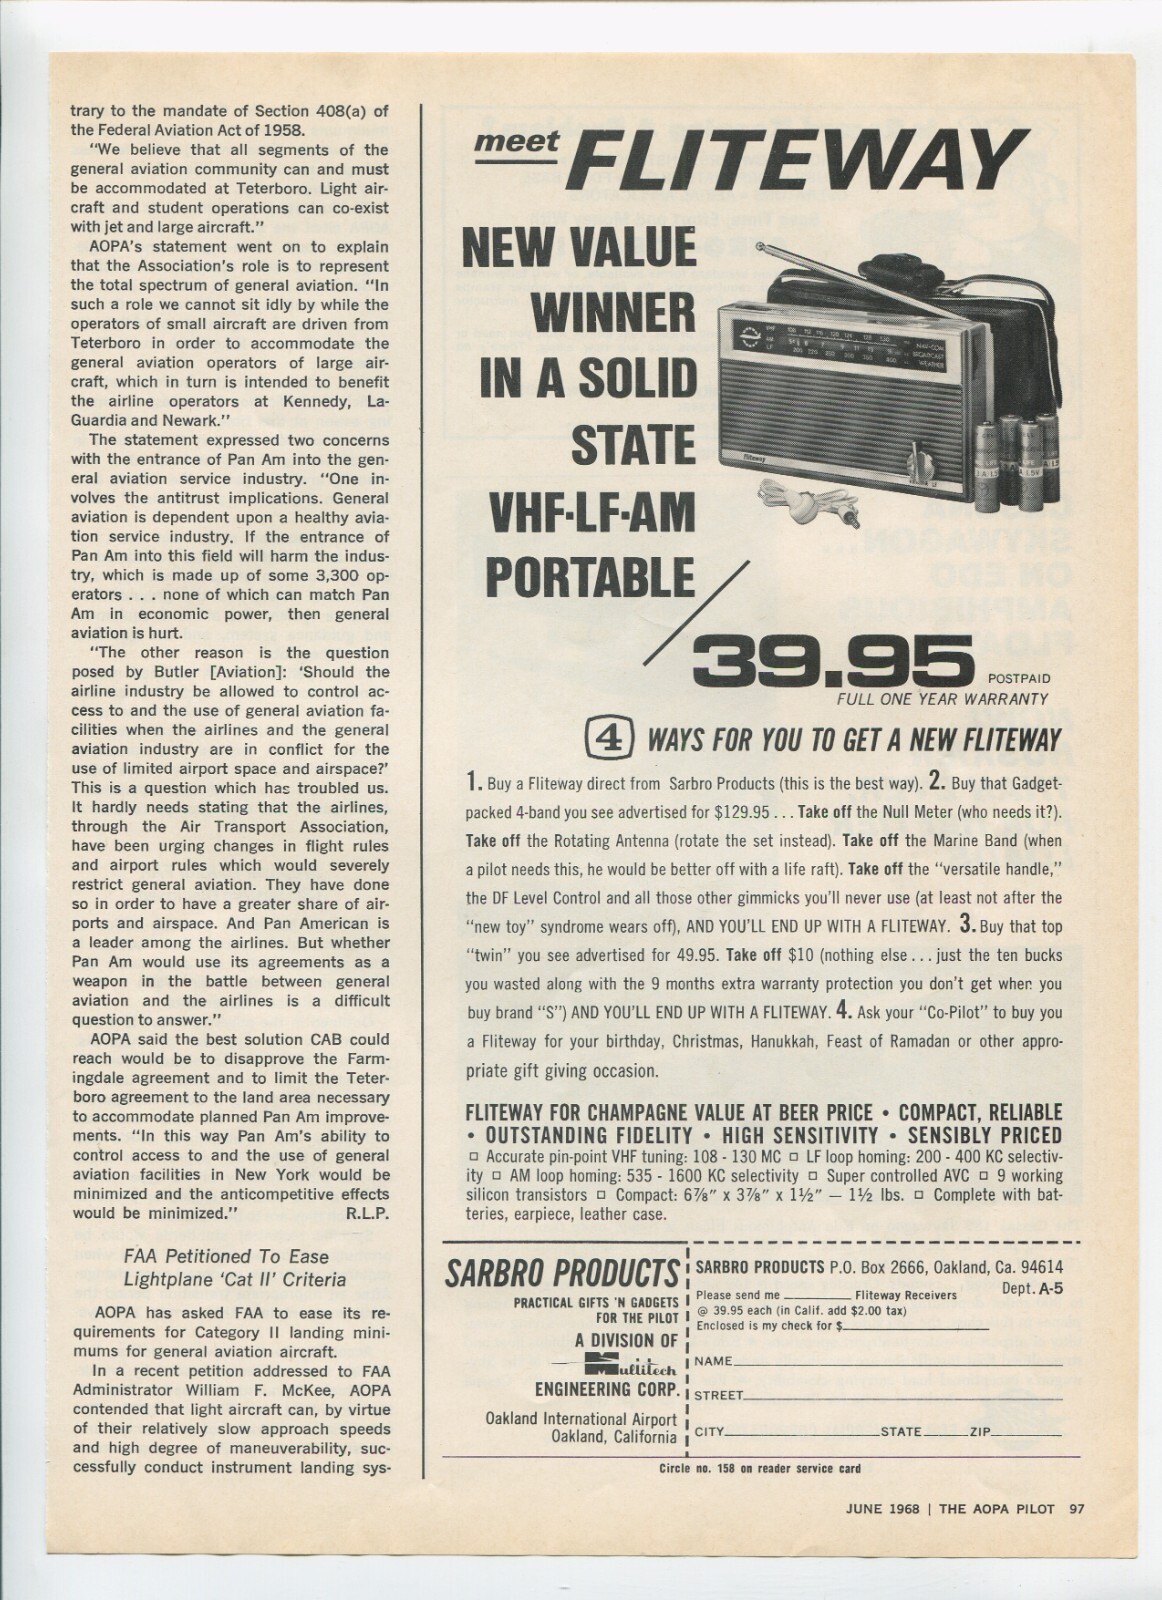 trary to the mandate of Section 408(a) of
the Federal Aviation Act of 1958.
"We believe that all segments of the
general aviation community can and must
be accommodated at Teterboro. Light air-
craft and student operations can co-exist
with jet and large aircraft."
AOPA's statement went on to explain
that the Association's role is to represent
the total spectrum of general aviation. "In
such a role we cannot sit idly by while the
operators of small aircraft are driven from
Teterboro in order to accommodate the
general aviation operators of large air-
craft, which in turn is intended to benefit
the airline operators at Kennedy, La-
Guardia and Newark."
The statement expressed two concerns
with the entrance of Pan Am into the gen-
eral aviation service industry. "One in-
volves the antitrust implications. General
aviation is dependent upon a healthy avia-
tion service industry. If the entrance of
Pan Am into this field will harm the indus-
try, which is made up of some 3,300 op-
erators . . . none of which can match Pan
Am in economic power, then general
aviation is hurt.
"The other reason is the question
posed by Butler [Aviation]: 'Should the
airline industry be allowed to control ac-
cess to and the use of general aviation fa-
cilities when the airlines and the general
aviation industry are in conflict for the
use of limited airport space and airspace?'
This is a question which has troubled us.
It hardly needs stating that the airlines,
through the Air Transport Association,
have been urging changes in flight rules
and airport rules which would severely
restrict general aviation. They have done
so in order to have a greater share of air-
ports and airspace. And Pan American is
a leader among the airlines. But whether
Pan Am would use its agreements as a
weapon in the battle between general
aviation and the airlines is a difficult
question to answer."
AOPA said the best solution CAB could
reach would be to disapprove the Farm-
ingdale agreement and to limit the Teter-
boro agreement to the land area necessary
to accommodate planned Pan Am improve-
ments. "In this way Pan Am's ability to
control access to and the use of general
aviation facilities in New York would be
minimized and the anticompetitive effects
would be minimized." R.L.P.
FAA Petitioned To Ease
Lightplane 'Cat II' Criteria
AOPA has asked FAA to ease its re-
quirements for Category II landing mini-
mums for general aviation aircraft.
In a recent petition addressed to FAA
Administrator William F. McKee, AOPA
contended that light aircraft can, by virtue
of their relatively slow approach speeds
and high degree of maneuverability, suc-
cessfully conduct instrument landing sys-
meet FLITEWAY
NEW VALUE
WINNER
IN A SOLID
STATE
VHF-LF-AM
PORTABLE
VHF
AM
LF
NAV-COM
BROADCAST
WEATHER
Fliteway
39.95 POSTPAID
FULL ONE YEAR WARRANTY
4 WAYS FOR YOU TO GET A NEW FLITEWAY
1. Buy a Fliteway direct from Sarbro Products (this is the best way). 2. Buy that Gadget-
packed 4-band you see advertised for $129.95 . . . Take off the Null Meter (who needs it?).
Take off the Rotating Antenna (rotate the set instead). Take off the Marine Band (when
a pilot needs this, he would be better off with a life raft). Take off the "versatile handle,"
the DF Level Control and all those other gimmicks you'll never use (at least not after the
"new toy" syndrome wears off), AND YOU'LL END UP WITH A FLITEWAY. 3. Buy that top
"twin" you see advertised for 49.95. Take off $10 (nothing else . . . just the ten bucks
you wasted along with the 9 months extra warranty protection you don't get when you
buy brand "S") AND YOU'LL END UP WITH A FLITEWAY. 4. Ask your "Co-Pilot" to buy you
a Fliteway for your birthday, Christmas, Hanukkah, Feast of Ramadan or other appro-
priate gift giving occasion.
FLITEWAY FOR CHAMPAGNE VALUE AT BEER PRICE • COMPACT, RELIABLE
• OUTSTANDING FIDELITY • HIGH SENSITIVITY • SENSIBLY PRICED
□ Accurate pin-point VHF tuning: 108 - 130 MC □ LF loop homing: 200 - 400 KC selectiv-
ity □ AM loop homing: 535 - 1600 KC selectivity □ Super controlled AVC □ 9 working
silicon transistors □ Compact: 6⅞" x 3⅞" x 1½" — 1½ lbs. □ Complete with bat-
teries, earpiece, leather case.
SARBRO PRODUCTS
PRACTICAL GIFTS 'N GADGETS
FOR THE PILOT
A DIVISION OF
Multitech
ENGINEERING CORP.
Oakland International Airport
Oakland, California
SARBRO PRODUCTS P.O. Box 2666, Oakland, Ca. 94614
Dept. A-5
Please send me ________ Fliteway Receivers
@ 39.95 each (in Calif. add $2.00 tax)
Enclosed is my check for $________
NAME________
STREET________
CITY________STATE____ZIP____
Circle no. 158 on reader service card
JUNE 1968 | THE AOPA PILOT 97